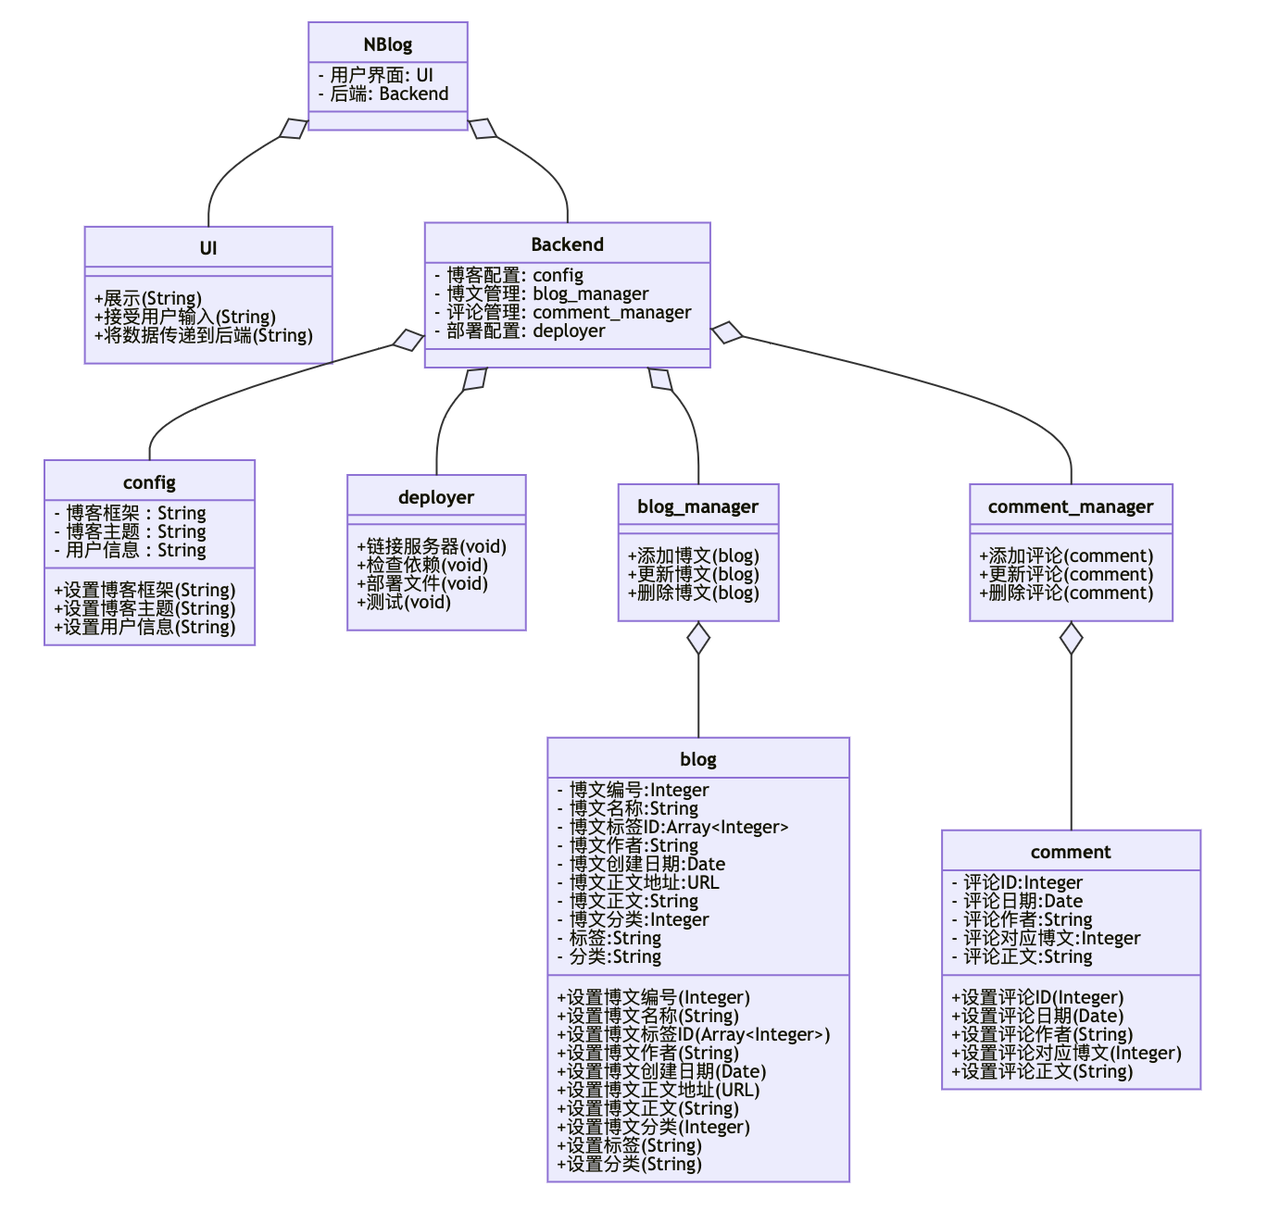 NBlog
- 用户界面: UI
- 后端: Backend
UI
+展示(String)
+接受用户输入(String)
+将数据传递到后端(String)
Backend
- 博客配置: config
- 博文管理: blog_manager
- 评论管理: comment_manager
- 部署配置: deployer
config
- 博客框架 : String
- 博客主题 : String
- 用户信息 : String
+设置博客框架(String)
+设置博客主题(String)
+设置用户信息(String)
deployer
+链接服务器(void)
+检查依赖(void)
+部署文件(void)
+测试(void)
blog_manager
+添加博文(blog)
+更新博文(blog)
+删除博文(blog)
comment_manager
+添加评论(comment)
+更新评论(comment)
+删除评论(comment)
blog
- 博文编号:Integer
- 博文名称:String
- 博文标签ID:Array<Integer>
- 博文作者:String
- 博文创建日期:Date
- 博文正文地址:URL
- 博文正文:String
- 博文分类:Integer
- 标签:String
- 分类:String
+设置博文编号(Integer)
+设置博文名称(String)
+设置博文标签ID(Array<Integer>)
+设置博文作者(String)
+设置博文创建日期(Date)
+设置博文正文地址(URL)
+设置博文正文(String)
+设置博文分类(Integer)
+设置标签(String)
+设置分类(String)
comment
- 评论ID:Integer
- 评论日期:Date
- 评论作者:String
- 评论对应博文:Integer
- 评论正文:String
+设置评论ID(Integer)
+设置评论日期(Date)
+设置评论作者(String)
+设置评论对应博文(Integer)
+设置评论正文(String)